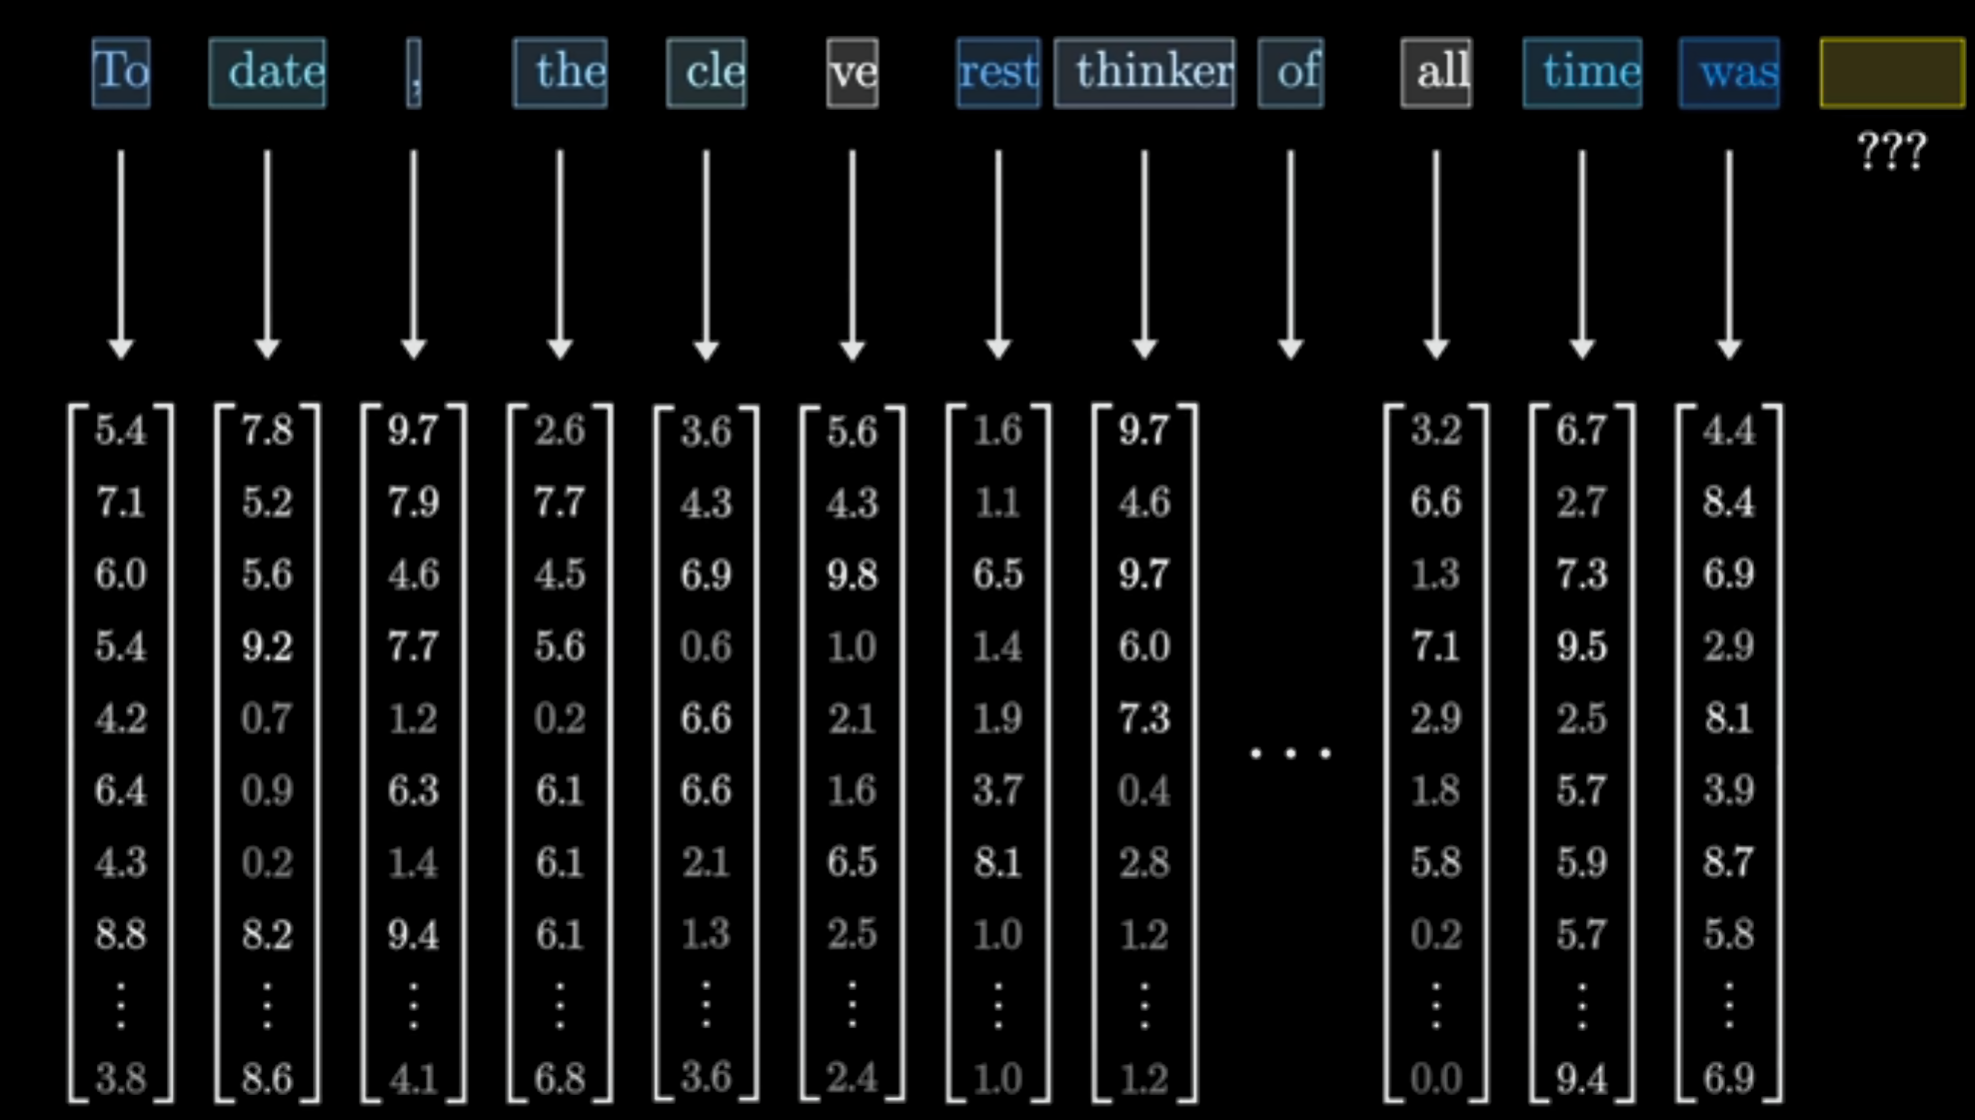 To date , the cle ve rest thinker of all time was
???
5.4 7.8 9.7 2.6 3.6 5.6 1.6 9.7 3.2 6.7 4.4
7.1 5.2 7.9 7.7 4.3 4.3 1.1 4.6 6.6 2.7 8.4
6.0 5.6 4.6 4.5 6.9 9.8 6.5 9.7 1.3 7.3 6.9
5.4 9.2 7.7 5.6 0.6 1.0 1.4 6.0 7.1 9.5 2.9
4.2 0.7 1.2 0.2 6.6 2.1 1.9 7.3 ... 2.9 2.5 8.1
6.4 0.9 6.3 6.1 6.6 1.6 3.7 0.4 1.8 5.7 3.9
4.3 0.2 1.4 6.1 2.1 6.5 8.1 2.8 5.8 5.9 8.7
8.8 8.2 9.4 6.1 1.3 2.5 1.0 1.2 0.2 5.7 5.8
⋮ ⋮ ⋮ ⋮ ⋮ ⋮ ⋮ ⋮ ⋮ ⋮ ⋮
3.8 8.6 4.1 6.8 3.6 2.4 1.0 1.2 0.0 9.4 6.9